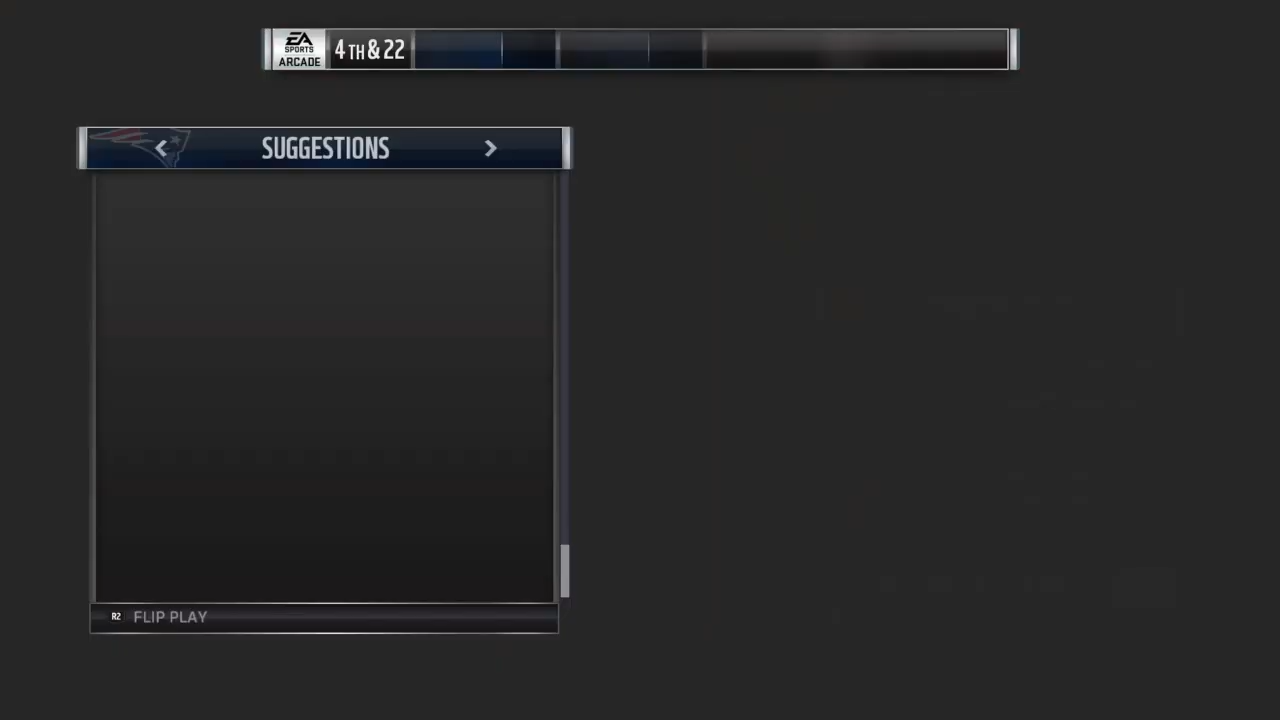 EA
SPORTS
ARCADE
4TH & 22
SUGGESTIONS
R2 FLIP PLAY